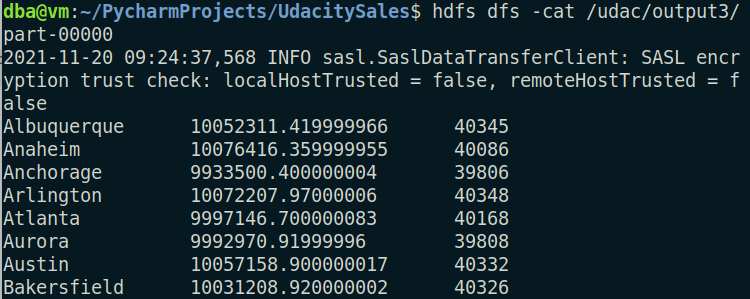 dba@vm:~/PycharmProjects/UdacitySales$ hdfs dfs -cat /udac/output3/
part-00000
2021-11-20 09:24:37,568 INFO sasl.SaslDataTransferClient: SASL encr
yption trust check: localHostTrusted = false, remoteHostTrusted = f
alse
Albuquerque 10052311.419999966 40345
Anaheim 10076416.359999955 40086
Anchorage 9933500.400000004 39806
Arlington 10072207.97000006 40348
Atlanta 9997146.700000083 40168
Aurora 9992970.91999996 39808
Austin 10057158.900000017 40332
Bakersfield 10031208.920000002 40326